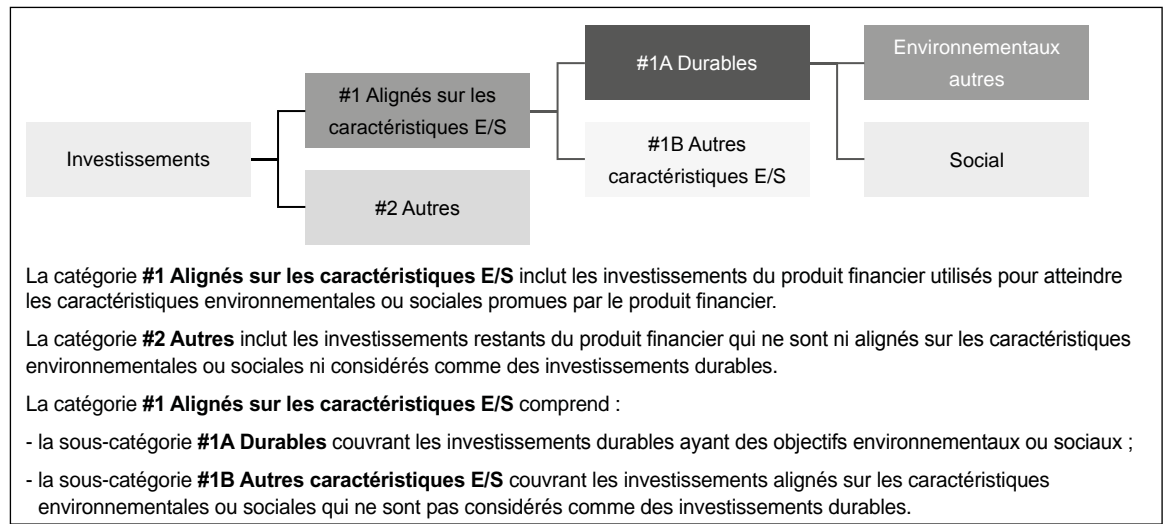 Investissements
#1 Alignés sur les
caractéristiques E/S
#2 Autres
#1A Durables
#1B Autres
caractéristiques E/S
Environnementaux
autres
Social
La catégorie #1 Alignés sur les caractéristiques E/S inclut les investissements du produit financier utilisés pour atteindre
les caractéristiques environnementales ou sociales promues par le produit financier.
La catégorie #2 Autres inclut les investissements restants du produit financier qui ne sont ni alignés sur les caractéristiques
environnementales ou sociales ni considérés comme des investissements durables.
La catégorie #1 Alignés sur les caractéristiques E/S comprend :
- la sous-catégorie #1A Durables couvrant les investissements durables ayant des objectifs environnementaux ou sociaux ;
- la sous-catégorie #1B Autres caractéristiques E/S couvrant les investissements alignés sur les caractéristiques
environnementales ou sociales qui ne sont pas considérés comme des investissements durables.